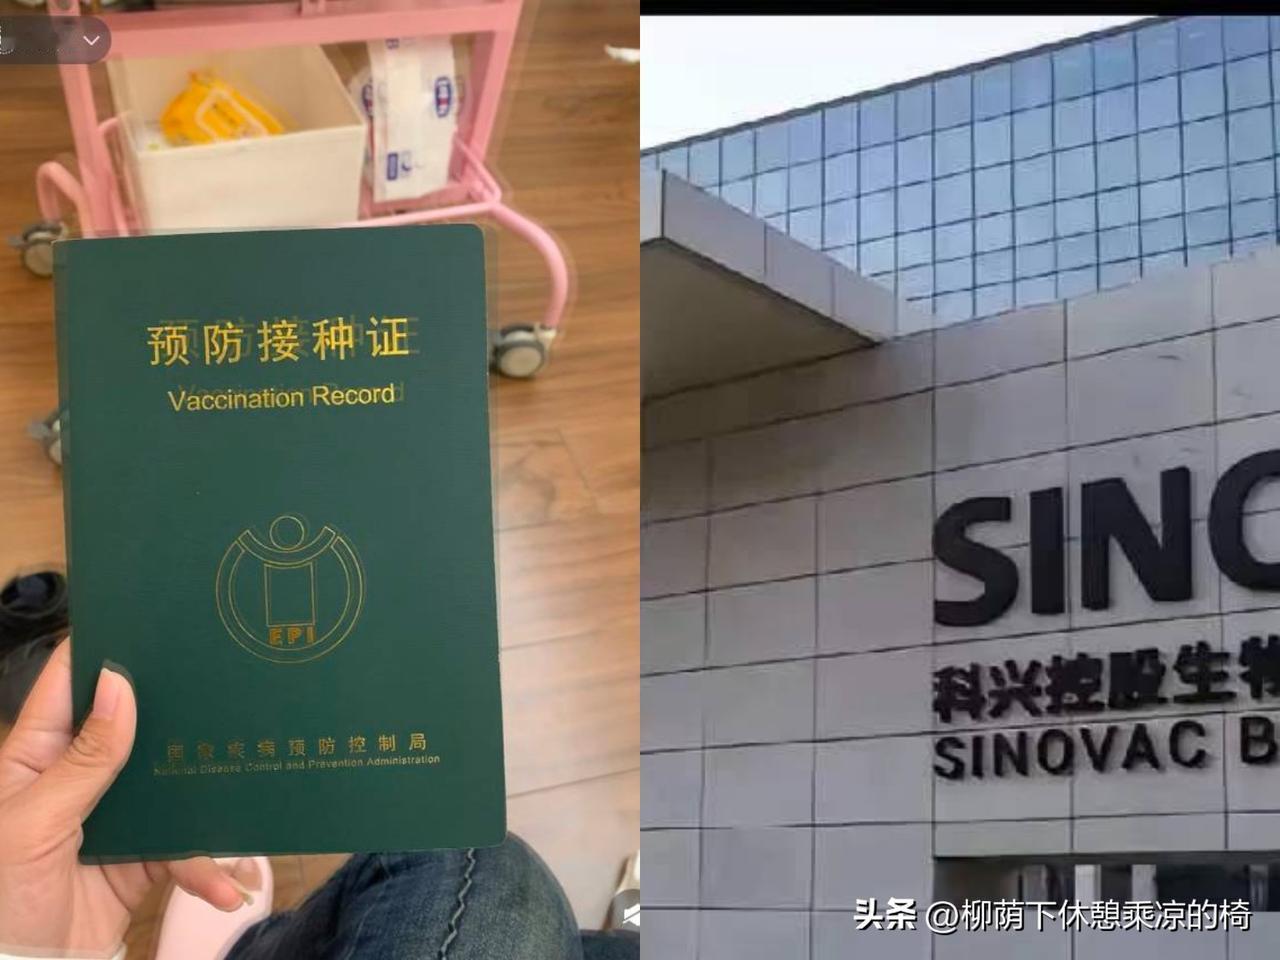 预防接种证
Vaccination Record
EPI
国家疾病预防控制局
National Disease Control and Prevention Administration
SINO
科兴控股生物
SINOVAC B
头条 @柳荫下休憩乘凉的椅